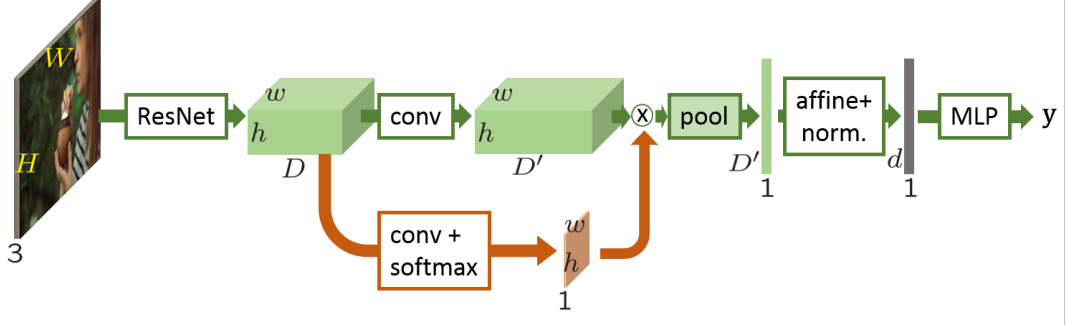 W
H
3
ResNet
w
h
D
conv
w
h
D′
x
pool
D′
1
affine+
norm.
d
1
MLP
y
conv +
softmax
w
h
1